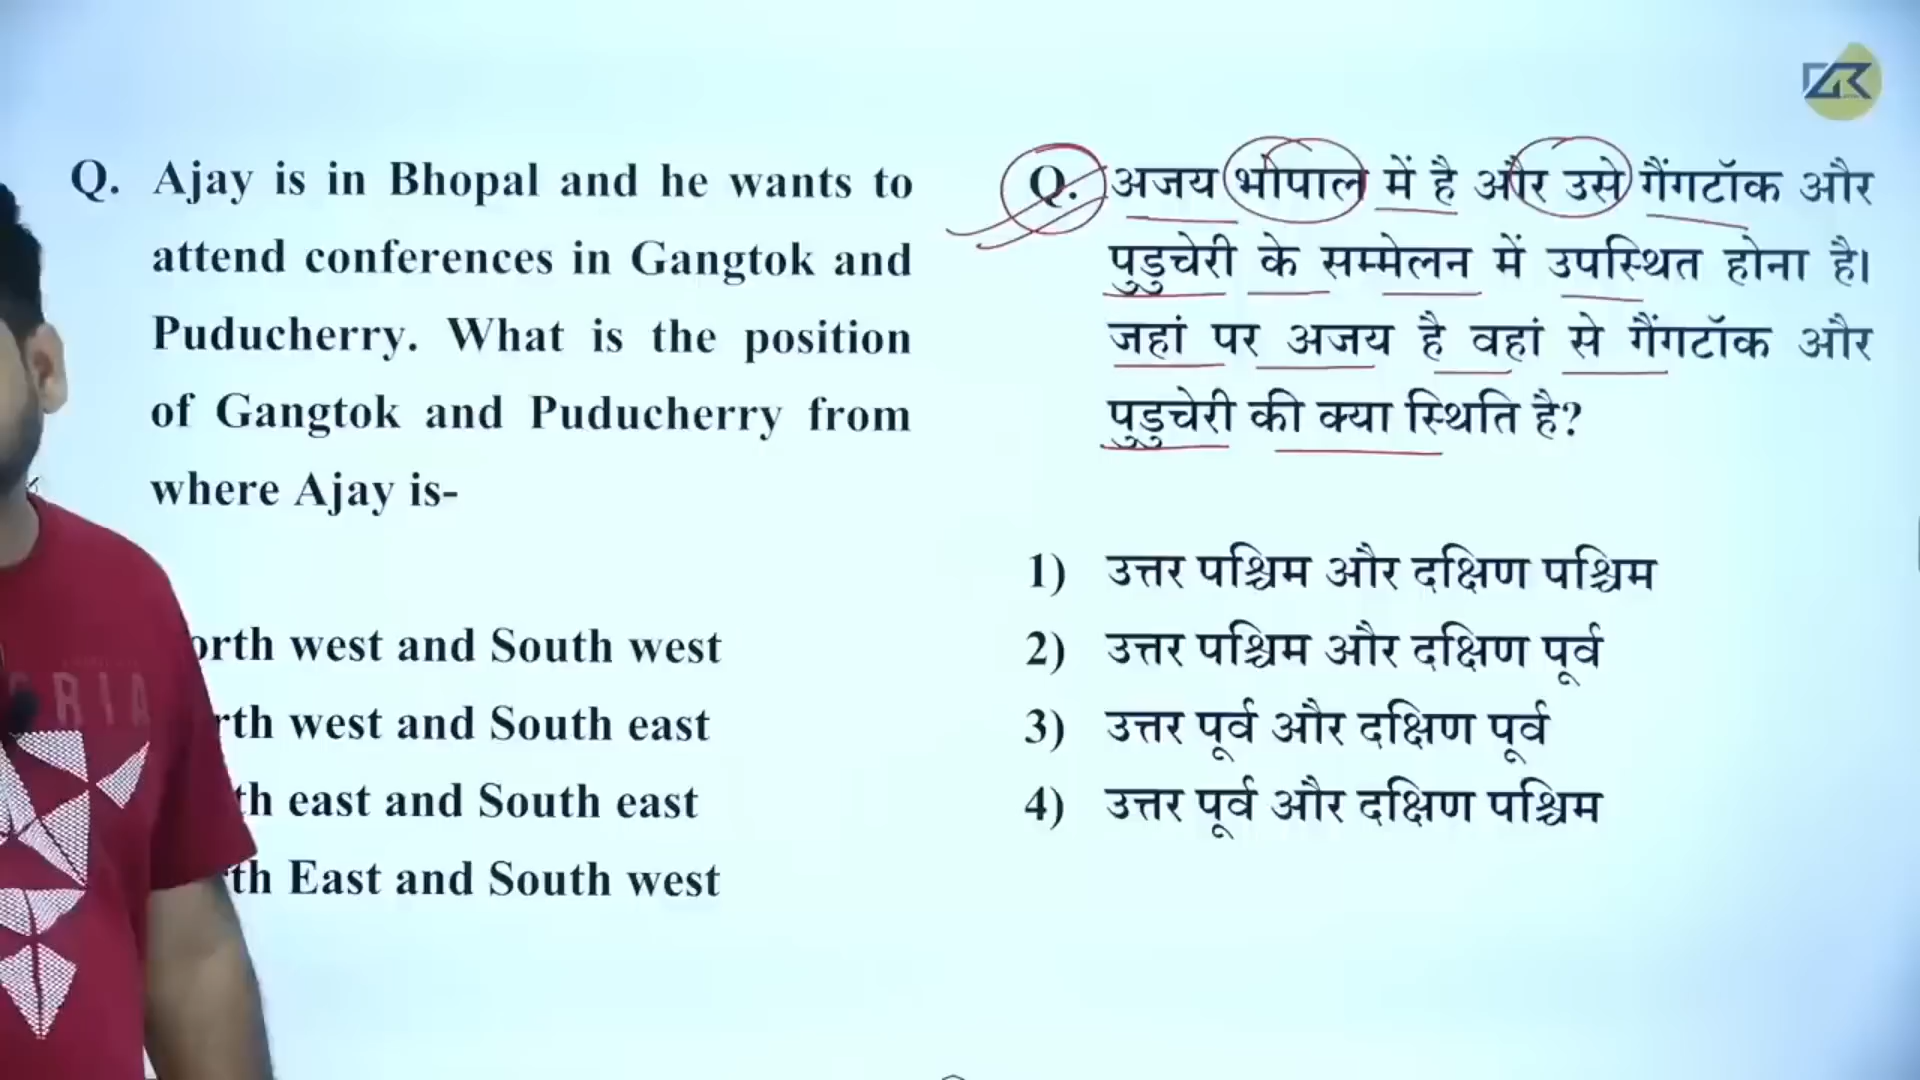 Q. Ajay is in Bhopal and he wants to
attend conferences in Gangtok and
Puducherry. What is the position
of Gangtok and Puducherry from
where Ajay is-
west and South west
west and South east
east and South east
East and South west
Q. अजय भोपाल में है और उसे गैंगटॉक और
पुडुचेरी के सम्मेलन में उपस्थित होना है।
जहां पर अजय है वहां से गैंगटॉक और
पुडुचेरी की क्या स्थिति है?
1) उत्तर पश्चिम और दक्षिण पश्चिम
2) उत्तर पश्चिम और दक्षिण पूर्व
3) उत्तर पूर्व और दक्षिण पूर्व
4) उत्तर पूर्व और दक्षिण पश्चिम